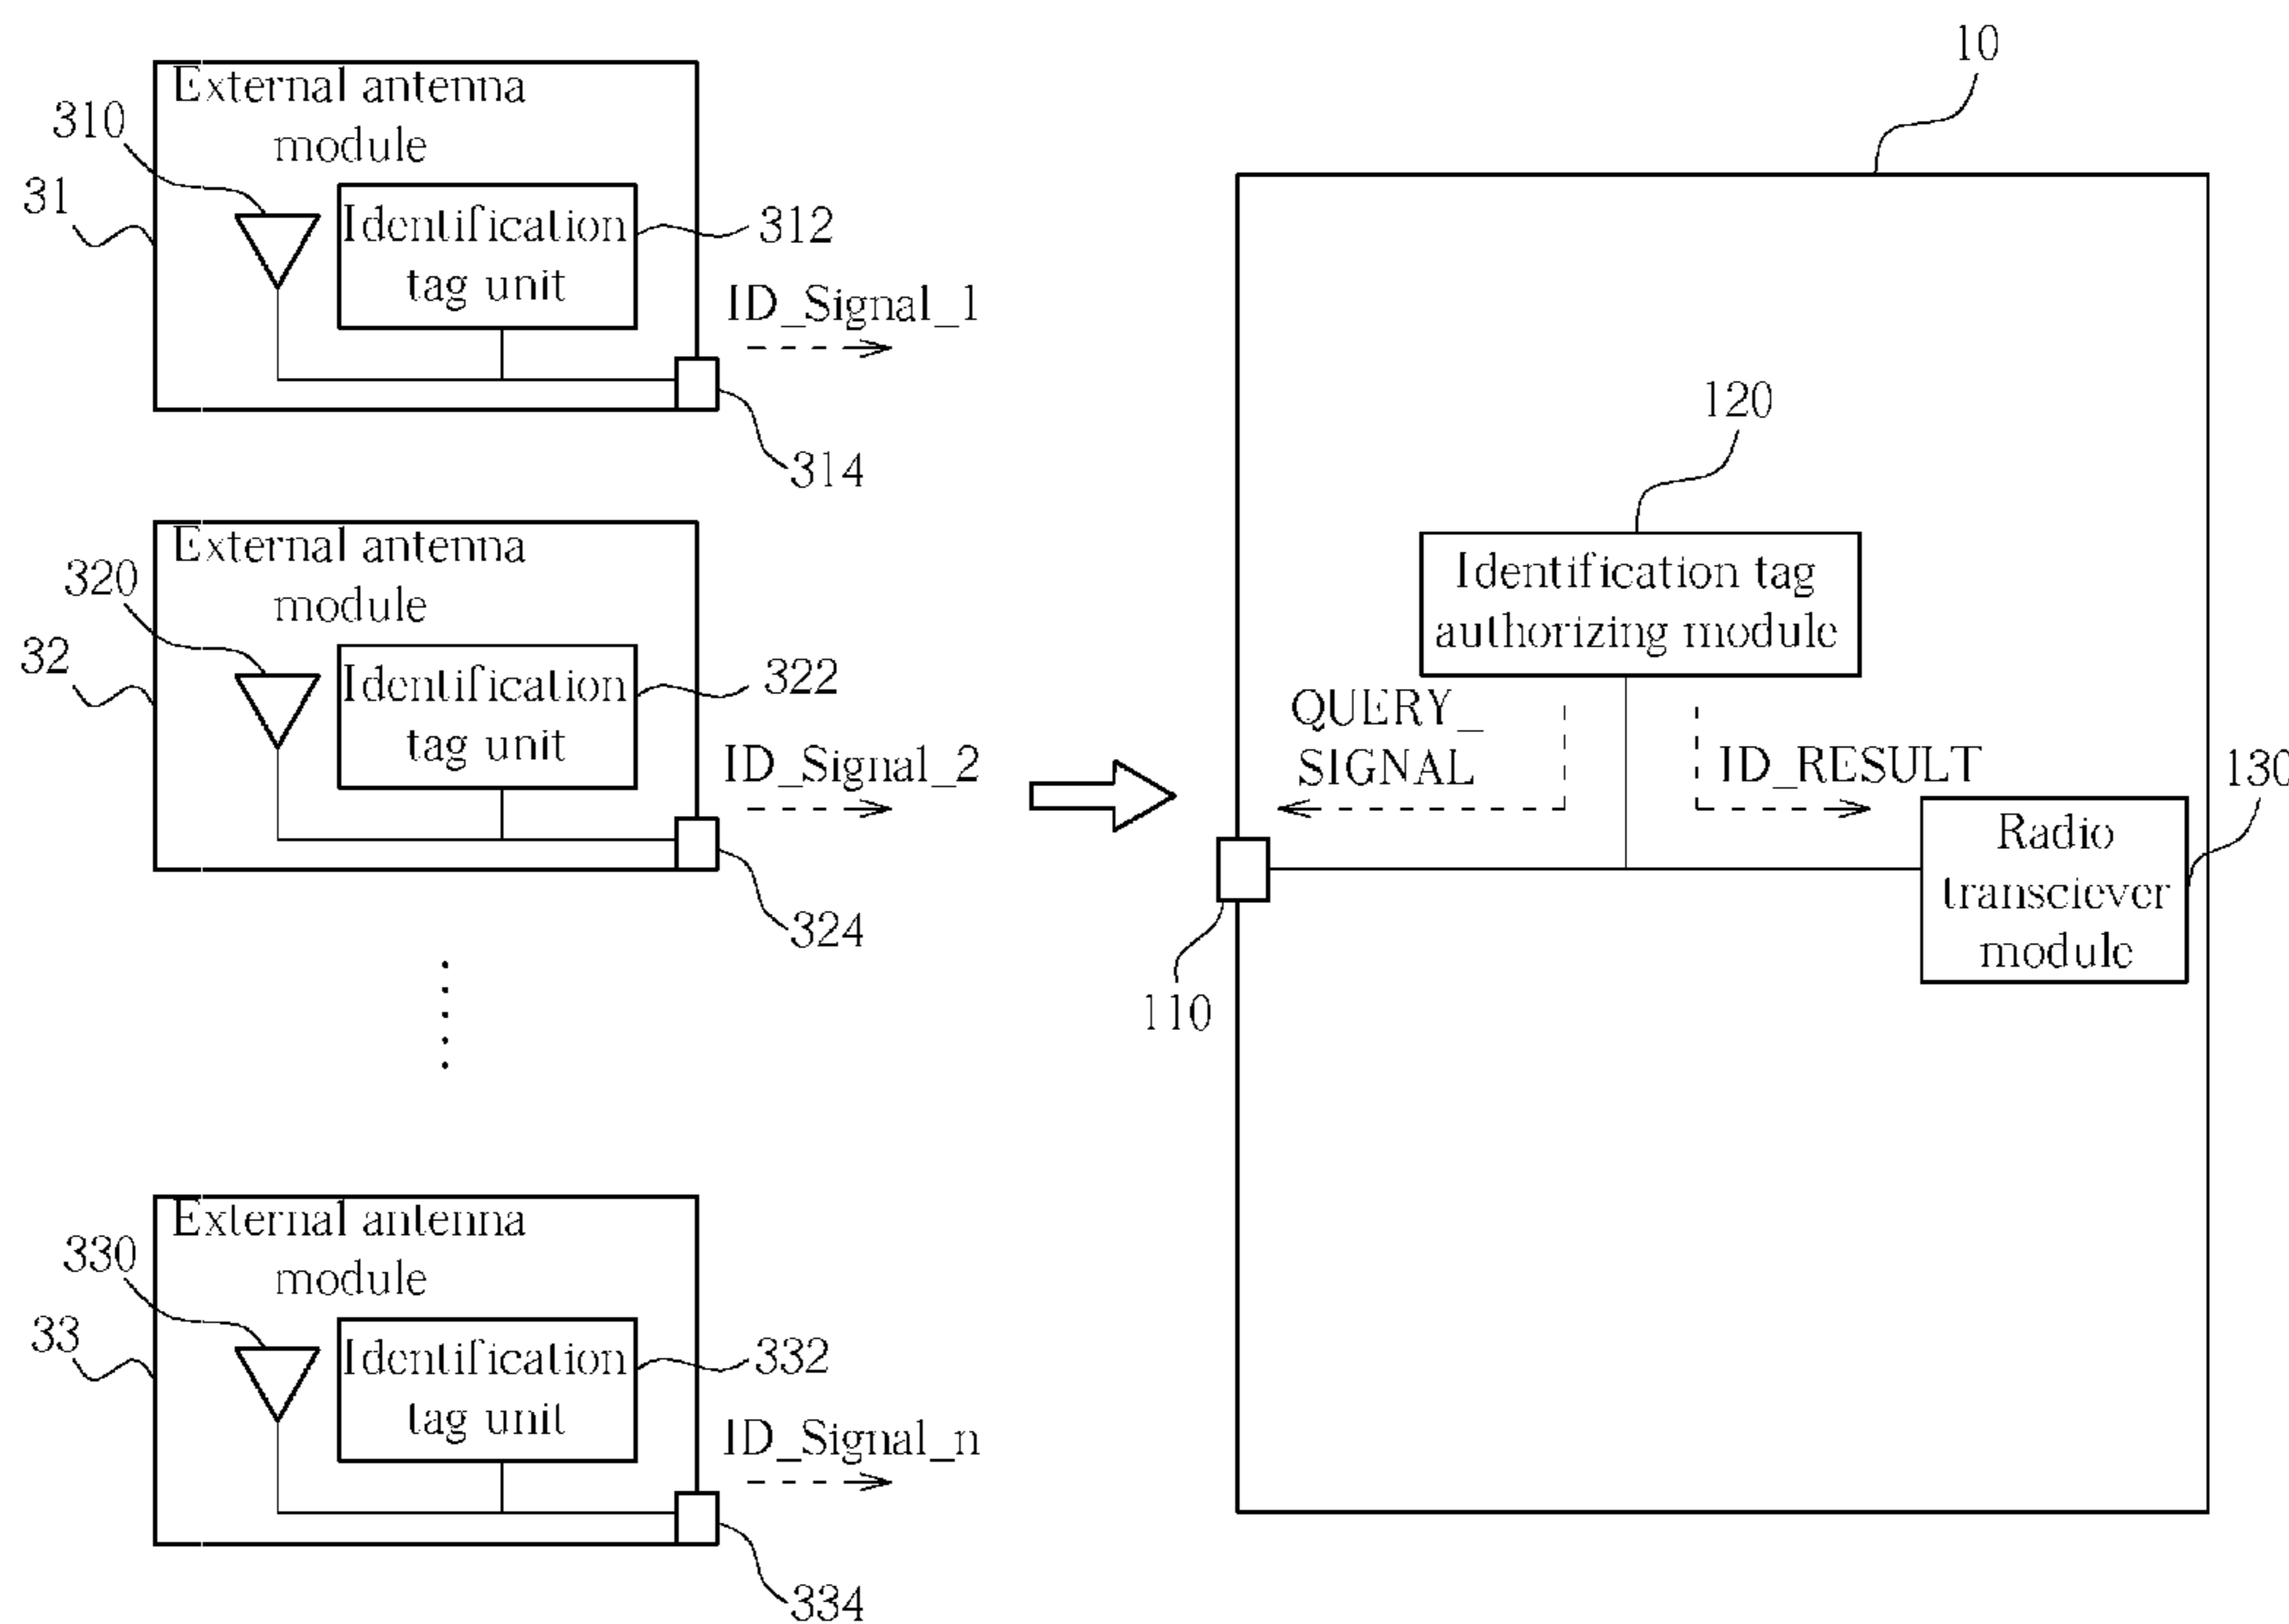 10
External antenna
module
310
31
Identification
tag unit
312
ID_Signal_1
314
120
External antenna
module
320
32
Identification
tag unit
322
ID_Signal_2
324
Identification tag
authorizing module
QUERY_
SIGNAL
ID_RESULT
130
Radio
transciever
module
110
External antenna
module
330
33
Identification
tag unit
332
ID_Signal_n
334